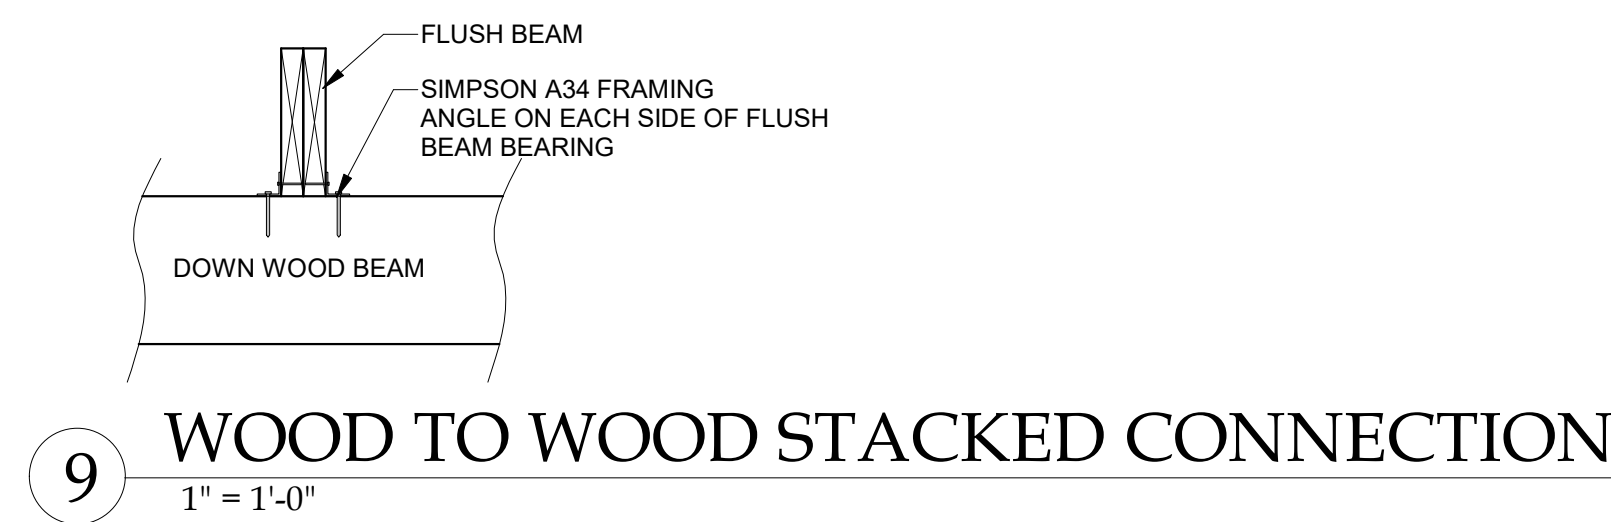 FLUSH BEAM
SIMPSON A34 FRAMING
ANGLE ON EACH SIDE OF FLUSH
BEAM BEARING
DOWN WOOD BEAM
9
WOOD TO WOOD STACKED CONNECTION
1" = 1'-0"